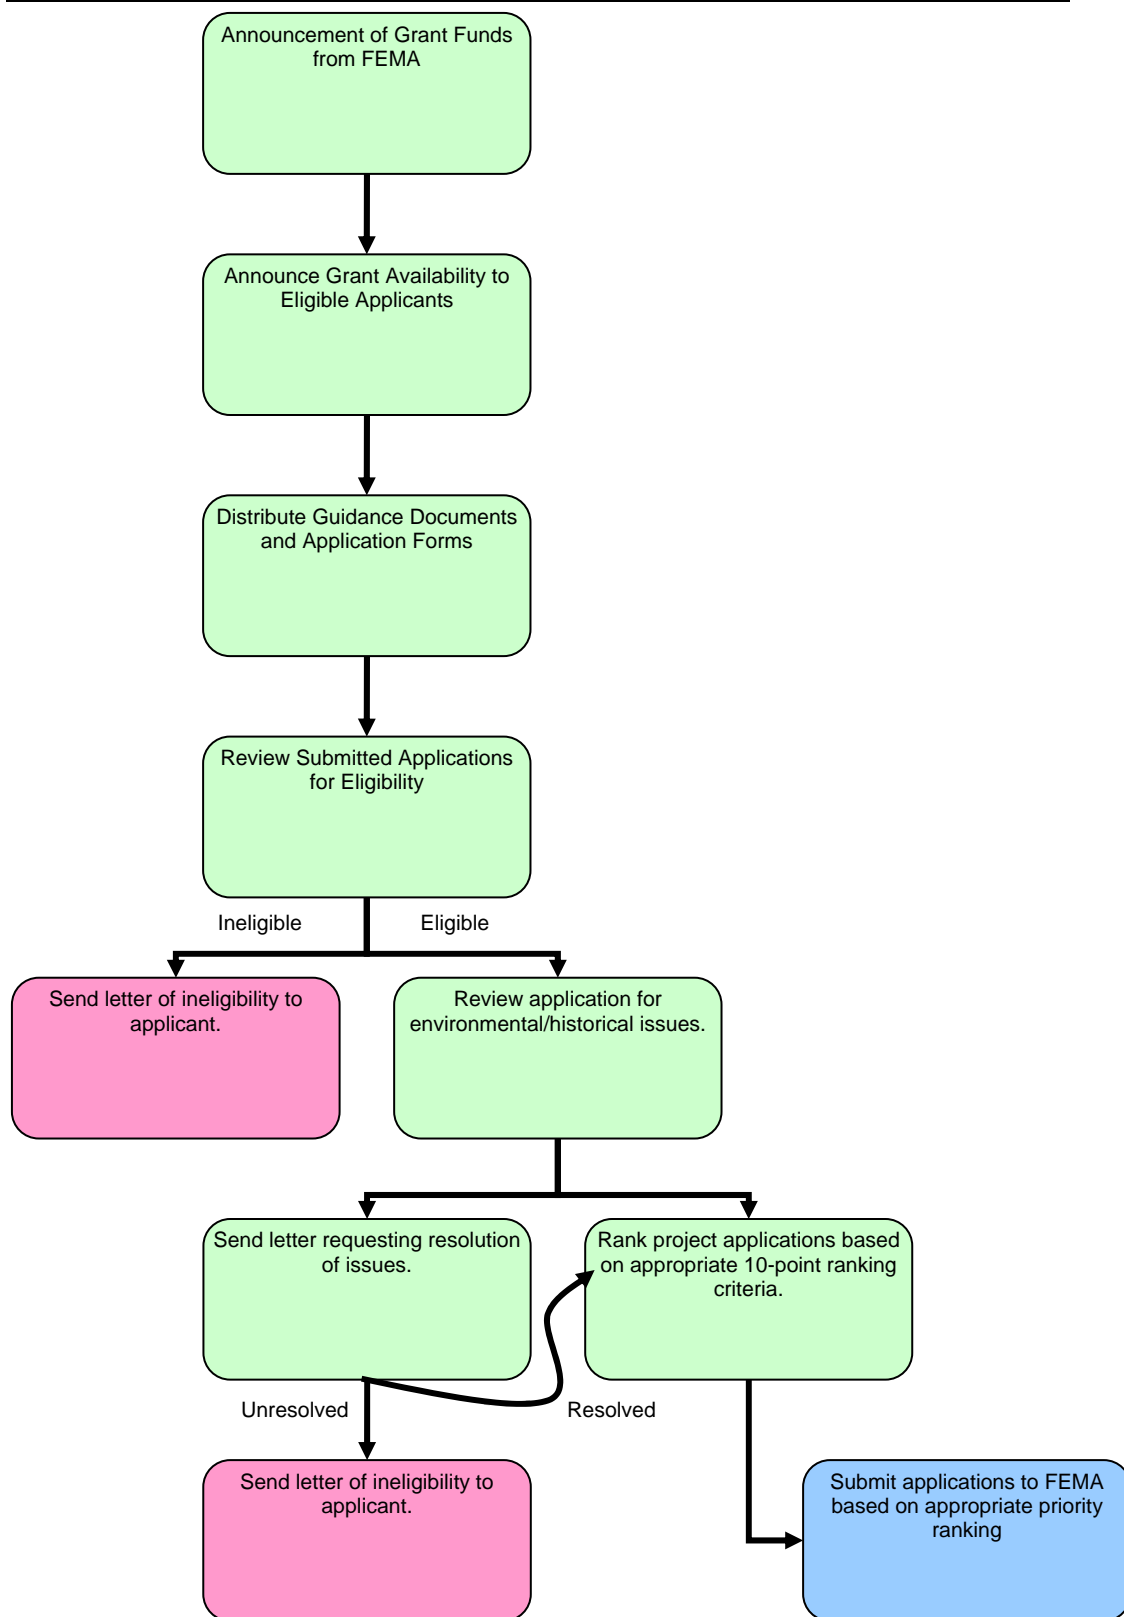 Announcement of Grant Funds
from FEMA
Announce Grant Availability to
Eligible Applicants
Distribute Guidance Documents
and Application Forms
Review Submitted Applications
for Eligibility
Ineligible
Eligible
Send letter of ineligibility to
applicant.
Review application for
environmental/historical issues.
Send letter requesting resolution
of issues.
Rank project applications based
on appropriate 10-point ranking
criteria.
Unresolved
Resolved
Send letter of ineligibility to
applicant.
Submit applications to FEMA
based on appropriate priority
ranking